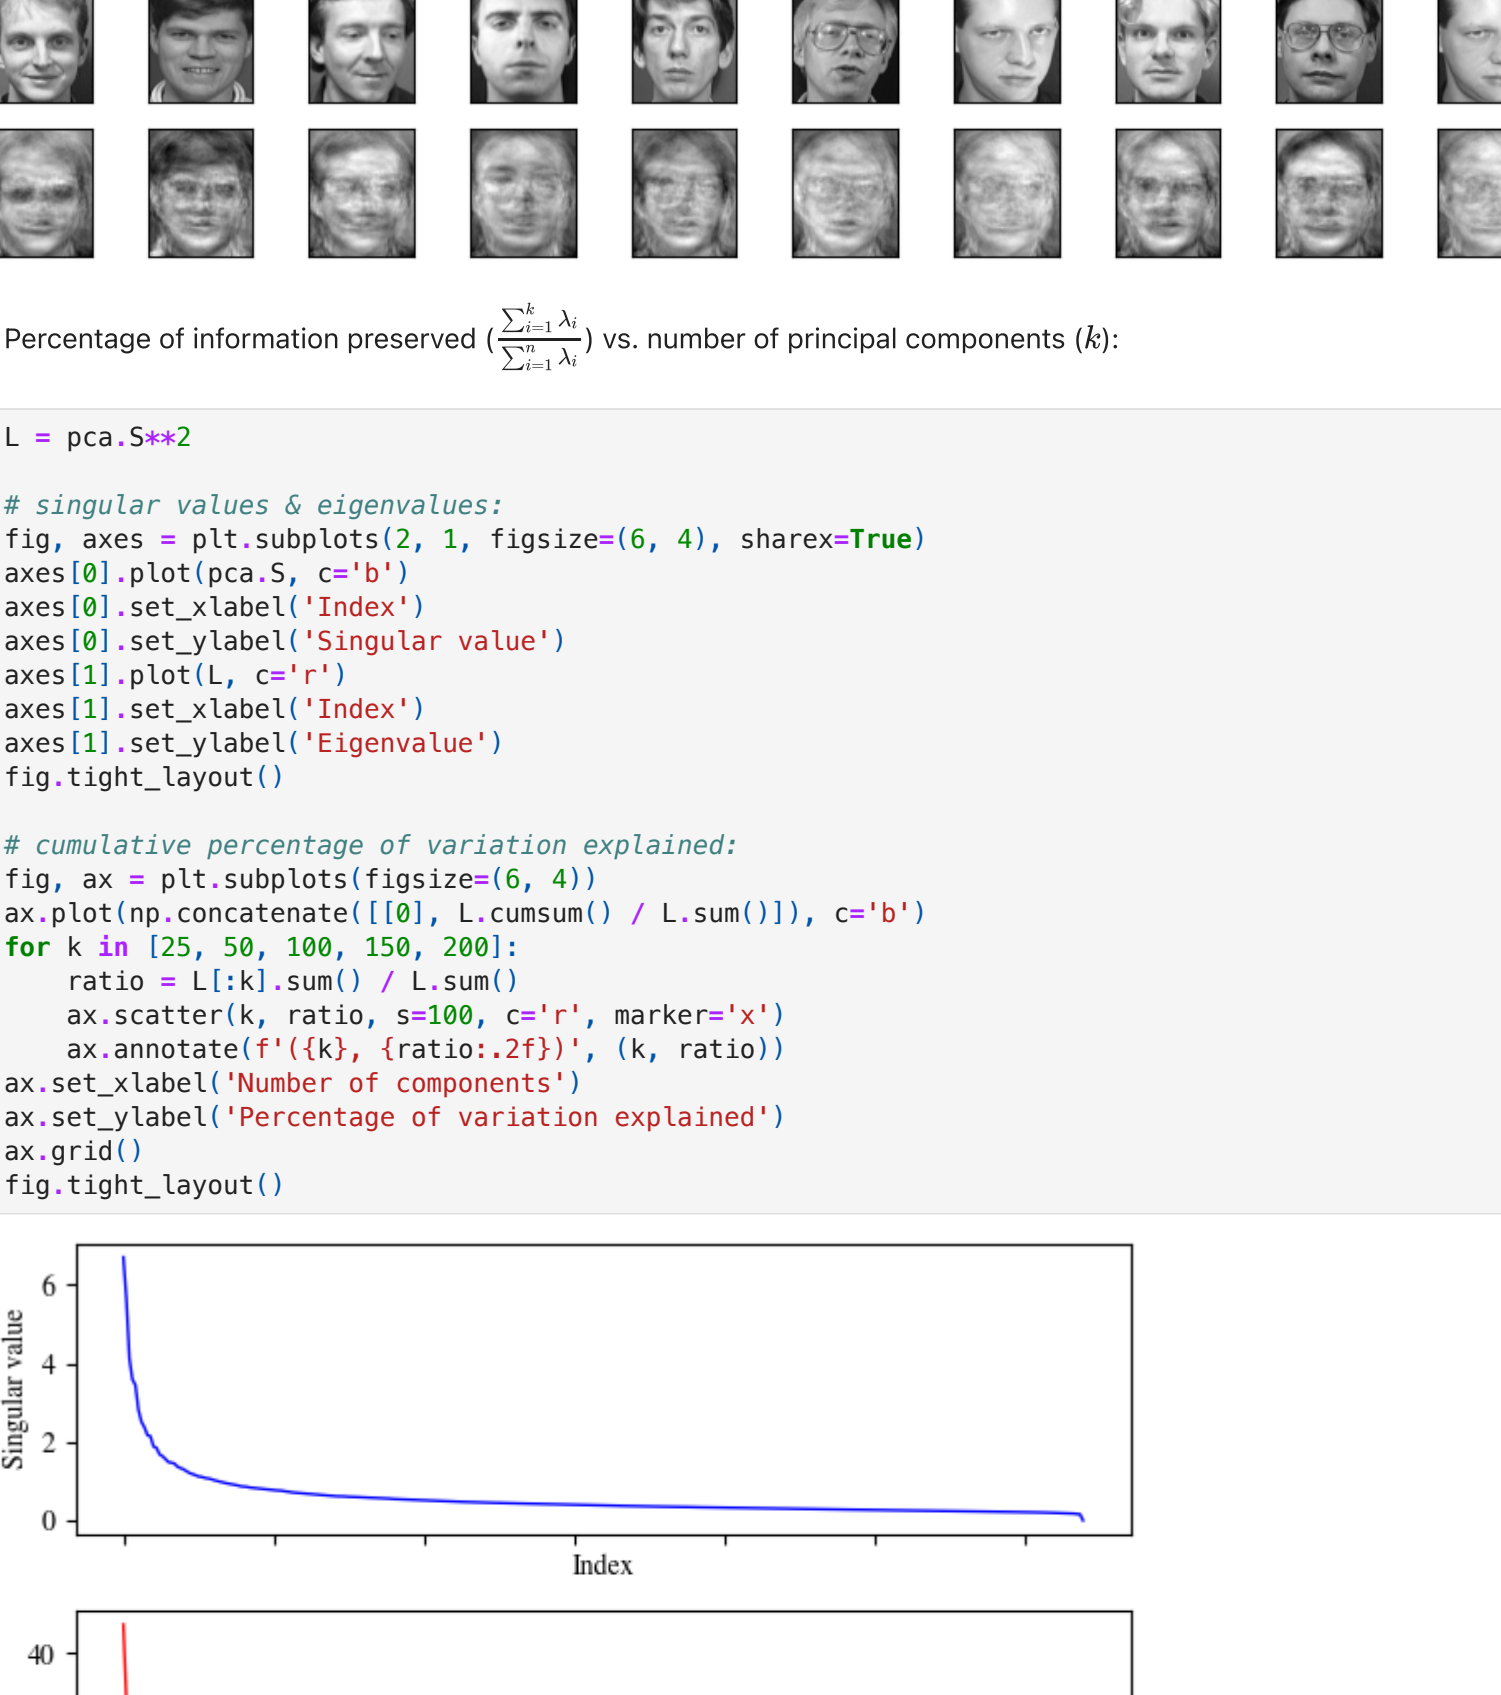 Percentage of information preserved (\frac{\sum_{i=1}^{k} λ_i}{\sum_{i=1}^{n} λ_i}) vs. number of principal components (k):
L = pca.S**2
# singular values & eigenvalues:
fig, axes = plt.subplots(2, 1, figsize=(6, 4), sharex=True)
axes[0].plot(pca.S, c='b')
axes[0].set_xlabel('Index')
axes[0].set_ylabel('Singular value')
axes[1].plot(L, c='r')
axes[1].set_xlabel('Index')
axes[1].set_ylabel('Eigenvalue')
fig.tight_layout()
# cumulative percentage of variation explained:
fig, ax = plt.subplots(figsize=(6, 4))
ax.plot(np.concatenate([[0], L.cumsum() / L.sum()]), c='b')
for k in [25, 50, 100, 150, 200]:
    ratio = L[:k].sum() / L.sum()
    ax.scatter(k, ratio, s=100, c='r', marker='x')
    ax.annotate(f'({k}, {ratio:.2f})', (k, ratio))
ax.set_xlabel('Number of components')
ax.set_ylabel('Percentage of variation explained')
ax.grid()
fig.tight_layout()
Singular value
6
4
2
0
Index
40